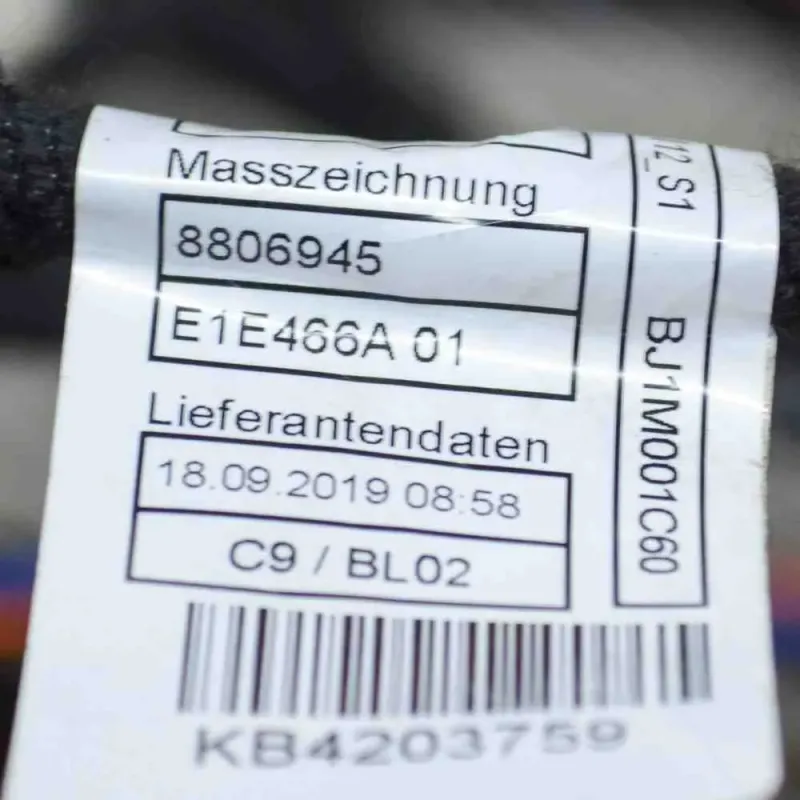 Masszeichnung
8806945
E1E466A 01
Lieferantendaten
18.09.2019 08:58
C9 / BL02
KB4203759
12_S1
BJ1M001C60